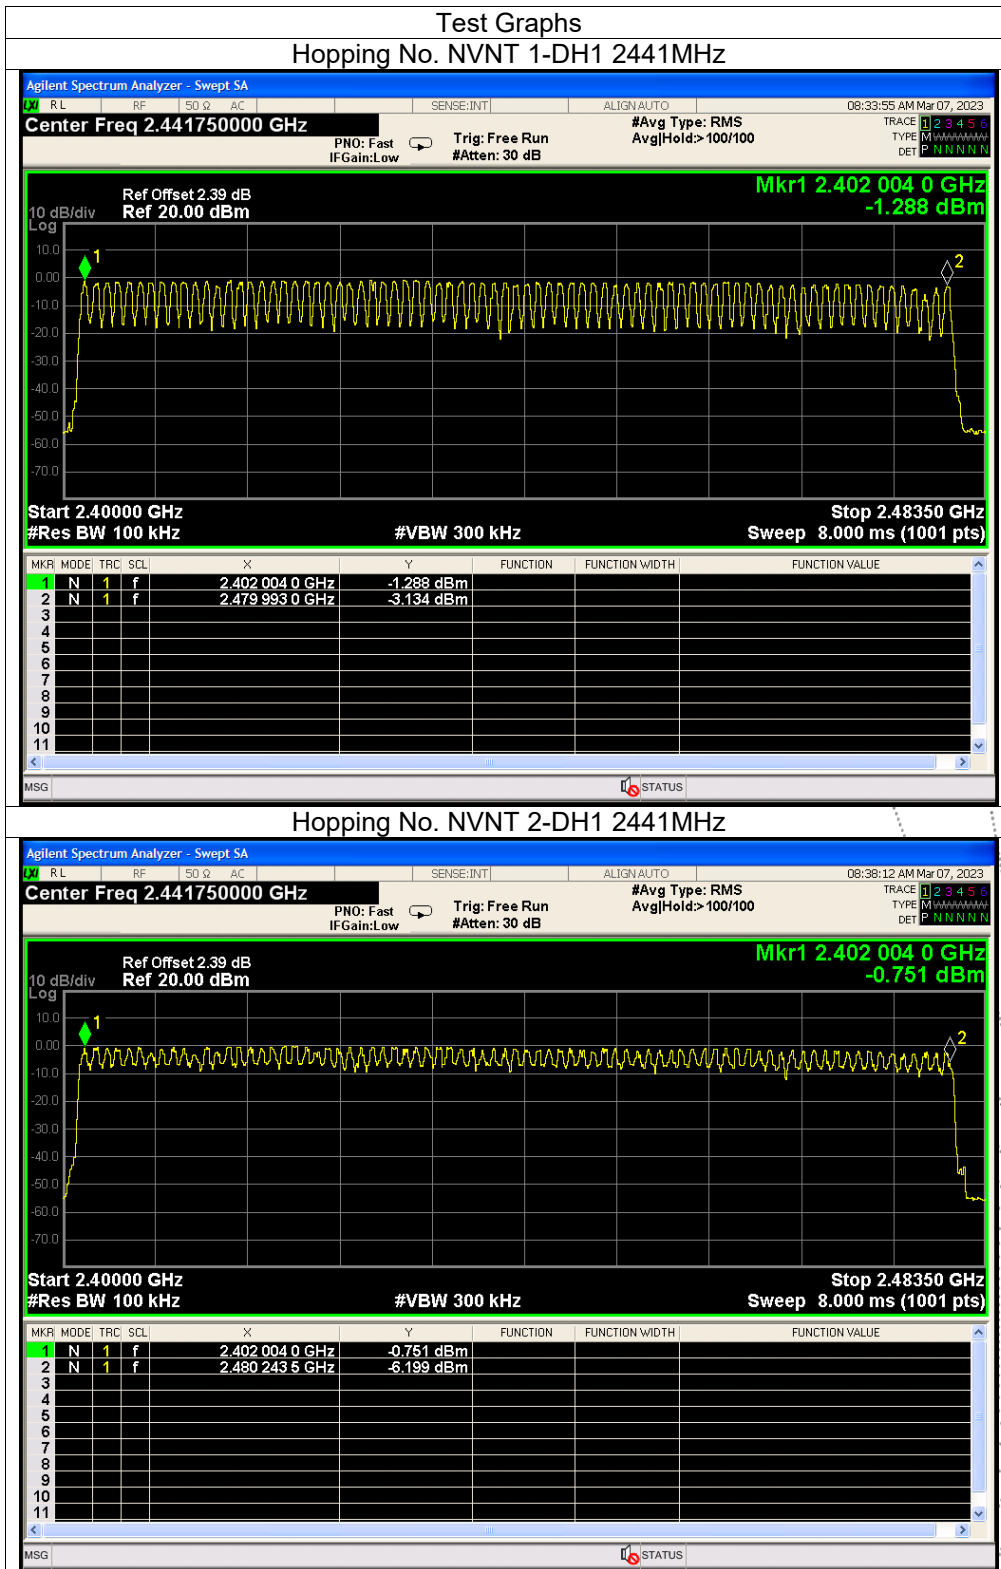 Test Graphs
Hopping No. NVNT 1-DH1 2441MHz
Agilent Spectrum Analyzer - Swept SA
LXI RL RF 50 Ω AC SENSE:INT ALIGN AUTO 08:33:55 AM Mar 07, 2023
Center Freq 2.441750000 GHz #Avg Type: RMS TRACE 1 2 3 4 5 6
PNO: Fast Trig: Free Run Avg|Hold:> 100/100 TYPE M
IFGain:Low #Atten: 30 dB DET P N N N N N
Mkr1 2.402 004 0 GHz
Ref Offset 2.39 dB
10 dB/div Ref 20.00 dBm -1.288 dBm
Log
10.0
1
2
0.00
-10.0
-20.0
-30.0
-40.0
-50.0
-60.0
-70.0
Start 2.40000 GHz Stop 2.48350 GHz
#Res BW 100 kHz #VBW 300 kHz Sweep 8.000 ms (1001 pts)
MKR MODE TRC SCL X Y FUNCTION FUNCTION WIDTH FUNCTION VALUE
1 N 1 f 2.402 004 0 GHz -1.288 dBm
2 N 1 f 2.479 993 0 GHz -3.134 dBm
3
4
5
6
7
8
9
10
11
MSG STATUS
Hopping No. NVNT 2-DH1 2441MHz
Agilent Spectrum Analyzer - Swept SA
LXI RL RF 50 Ω AC SENSE:INT ALIGN AUTO 08:38:12 AM Mar 07, 2023
Center Freq 2.441750000 GHz #Avg Type: RMS TRACE 1 2 3 4 5 6
PNO: Fast Trig: Free Run Avg|Hold:> 100/100 TYPE M
IFGain:Low #Atten: 30 dB DET P N N N N N
Mkr1 2.402 004 0 GHz
Ref Offset 2.39 dB
10 dB/div Ref 20.00 dBm -0.751 dBm
Log
10.0
1
2
0.00
-10.0
-20.0
-30.0
-40.0
-50.0
-60.0
-70.0
Start 2.40000 GHz Stop 2.48350 GHz
#Res BW 100 kHz #VBW 300 kHz Sweep 8.000 ms (1001 pts)
MKR MODE TRC SCL X Y FUNCTION FUNCTION WIDTH FUNCTION VALUE
1 N 1 f 2.402 004 0 GHz -0.751 dBm
2 N 1 f 2.480 243 5 GHz -6.199 dBm
3
4
5
6
7
8
9
10
11
MSG STATUS